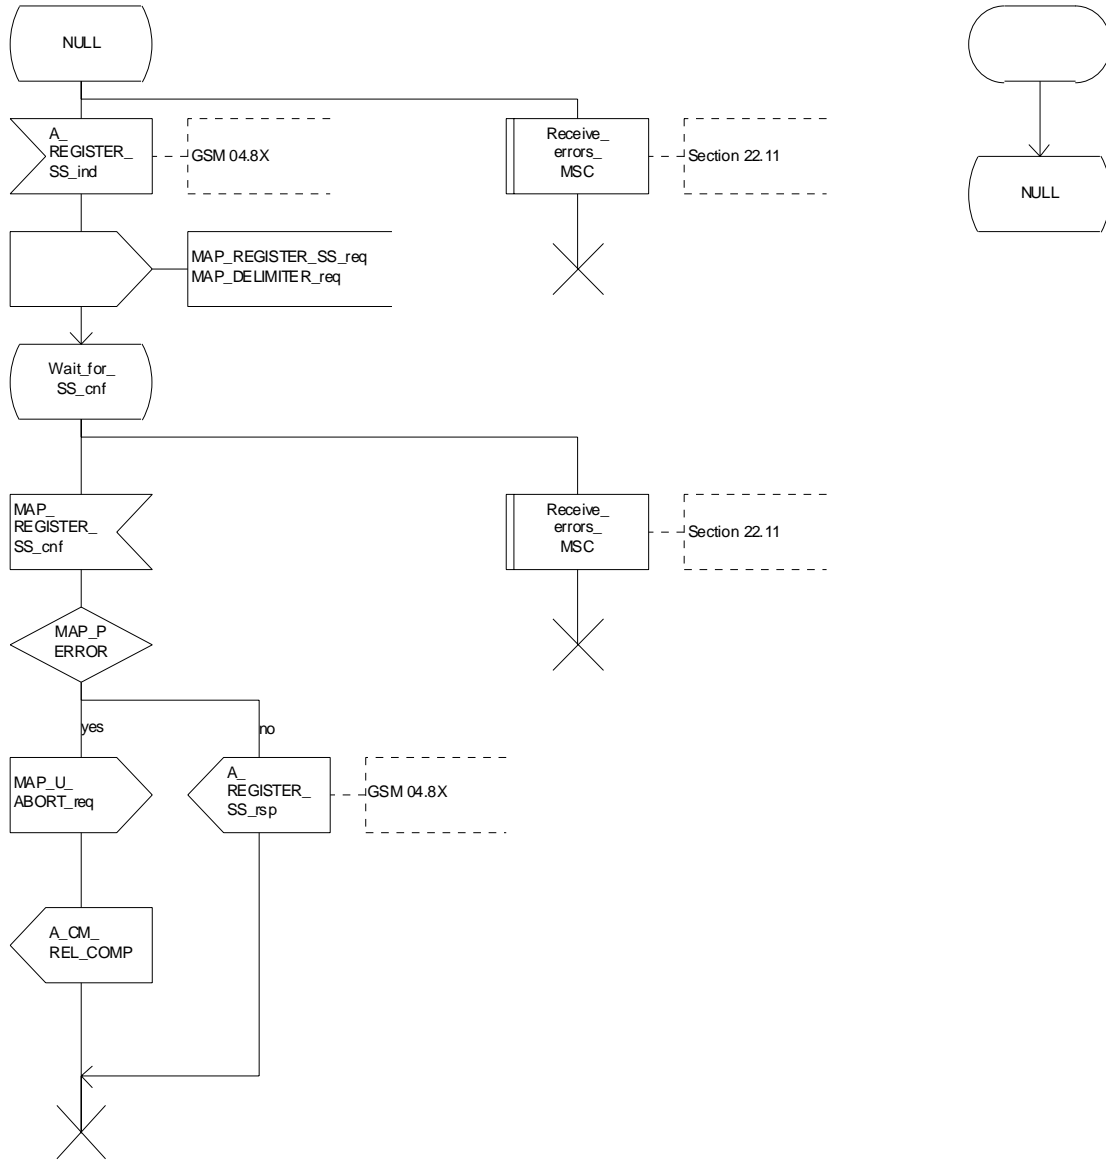 NULL
A_
REGISTER_
SS_ind
GSM 04.8X
Receive_
errors_
MSC
Section 22.11
NULL
MAP_REGISTER_SS_req
MAP_DELIMITER_req
Wait_for_
SS_cnf
MAP_
REGISTER_
SS_cnf
Receive_
errors_
MSC
Section 22.11
MAP_P
ERROR
yes
no
MAP_U_
ABORT_req
A_
REGISTER_
SS_rsp
GSM 04.8X
A_CM_
REL_COMP